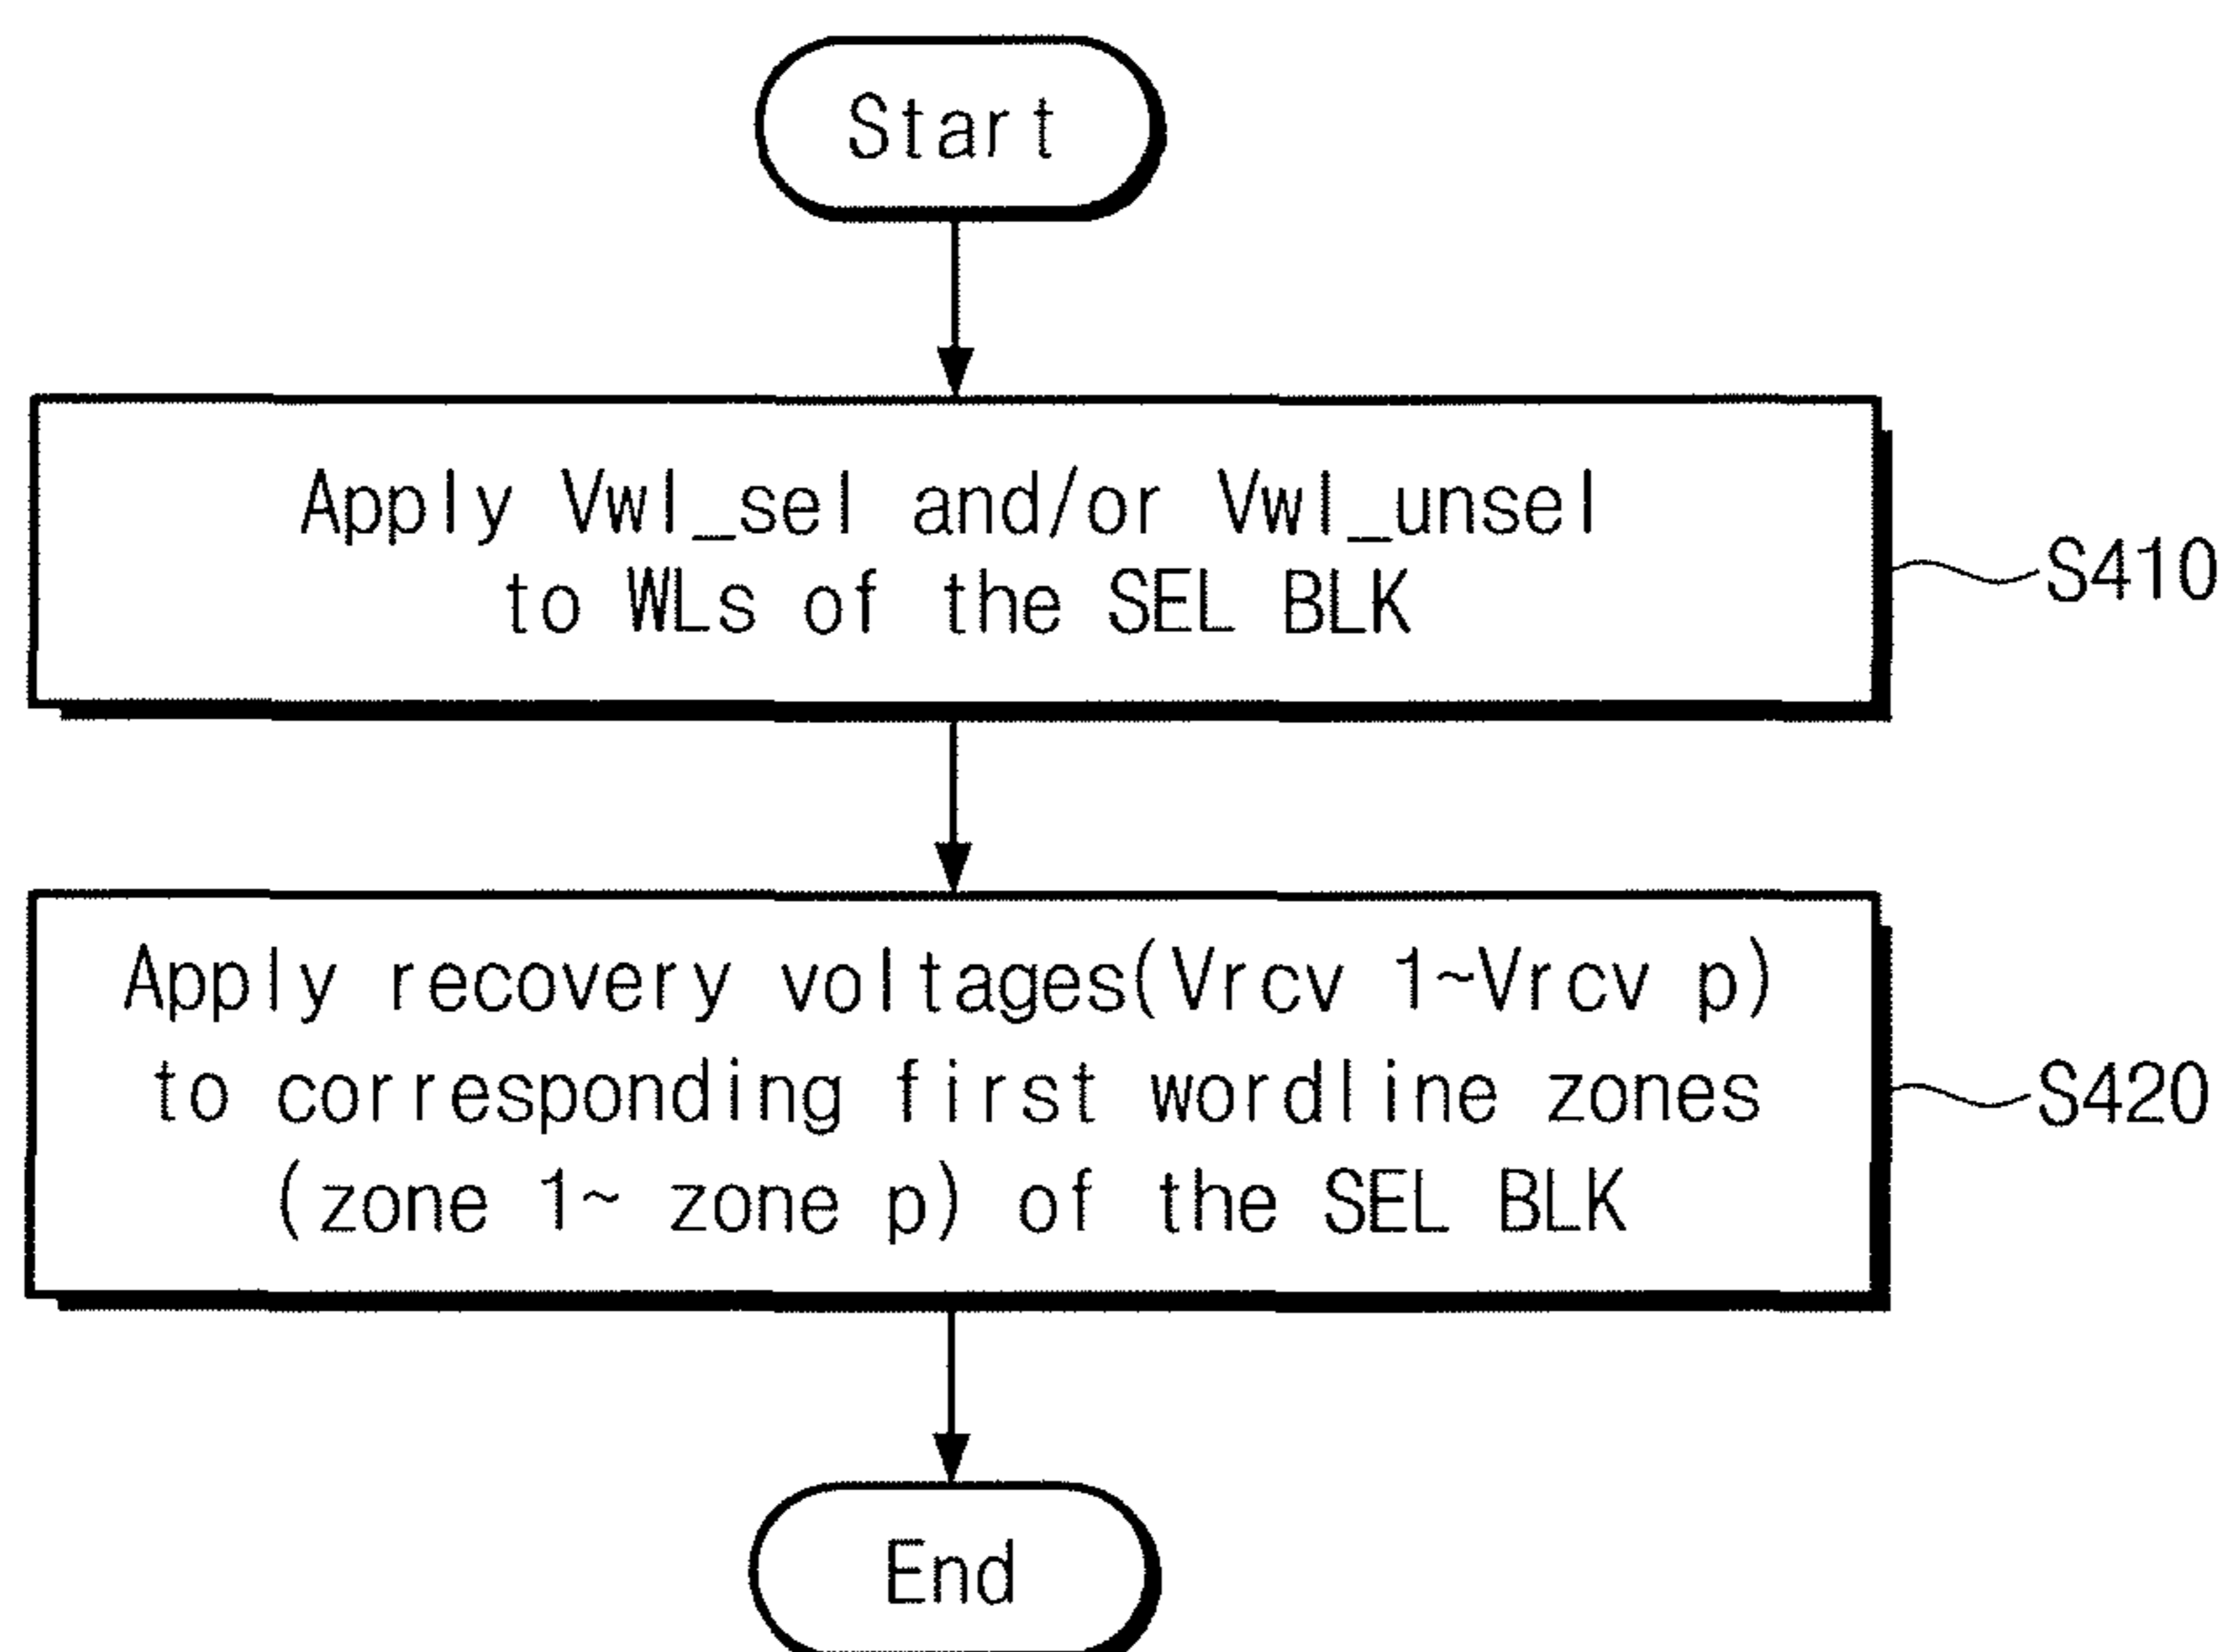 Start
Apply Vwl_sel and/or Vwl_unsel
to WLs of the SEL BLK
S410
Apply recovery voltages(Vrcv 1~Vrcv p)
to corresponding first wordline zones
(zone 1~ zone p) of the SEL BLK
S420
End